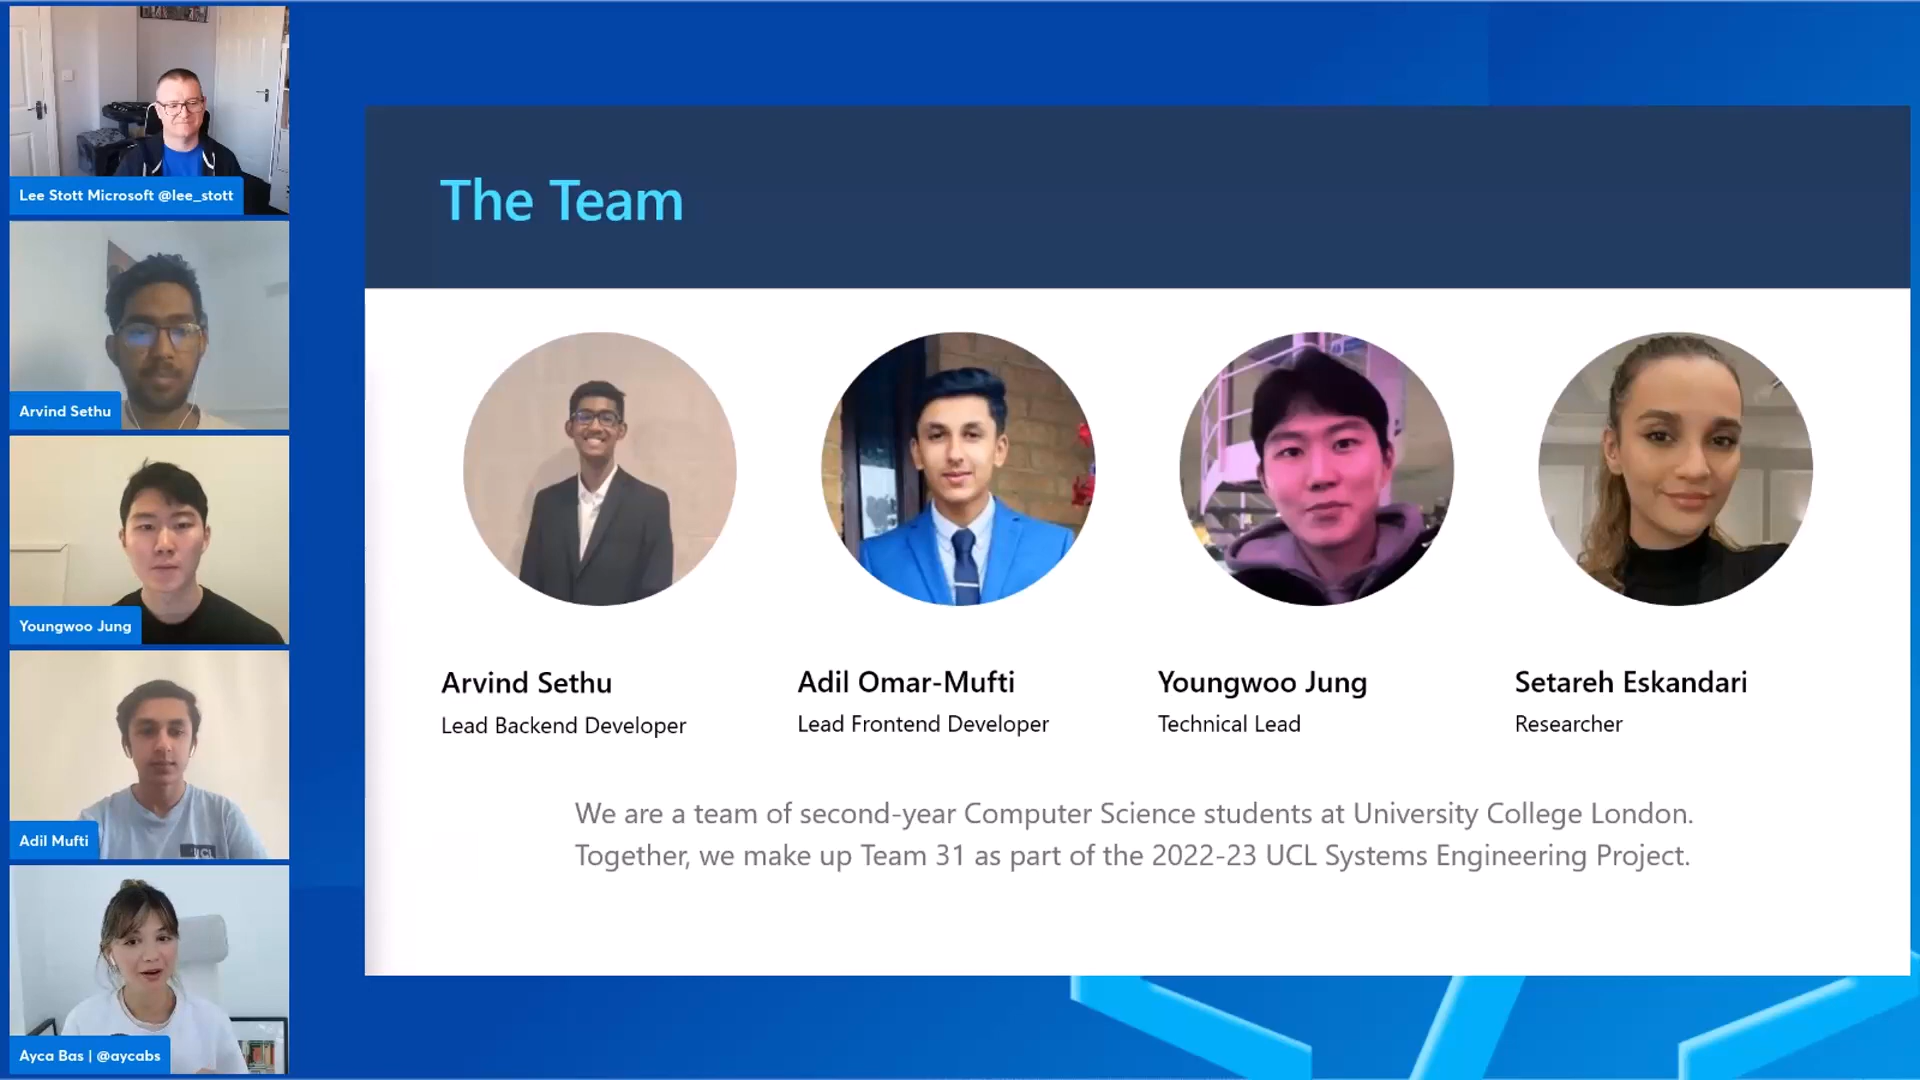 Lee Stott Microsoft @lee_stott
Arvind Sethu
Youngwoo Jung
Adil Mufti
UCL
Ayca Bas | @aycabs
The Team
Arvind Sethu
Lead Backend Developer
Adil Omar-Mufti
Lead Frontend Developer
Youngwoo Jung
Technical Lead
Setareh Eskandari
Researcher
We are a team of second-year Computer Science students at University College London.
Together, we make up Team 31 as part of the 2022-23 UCL Systems Engineering Project.